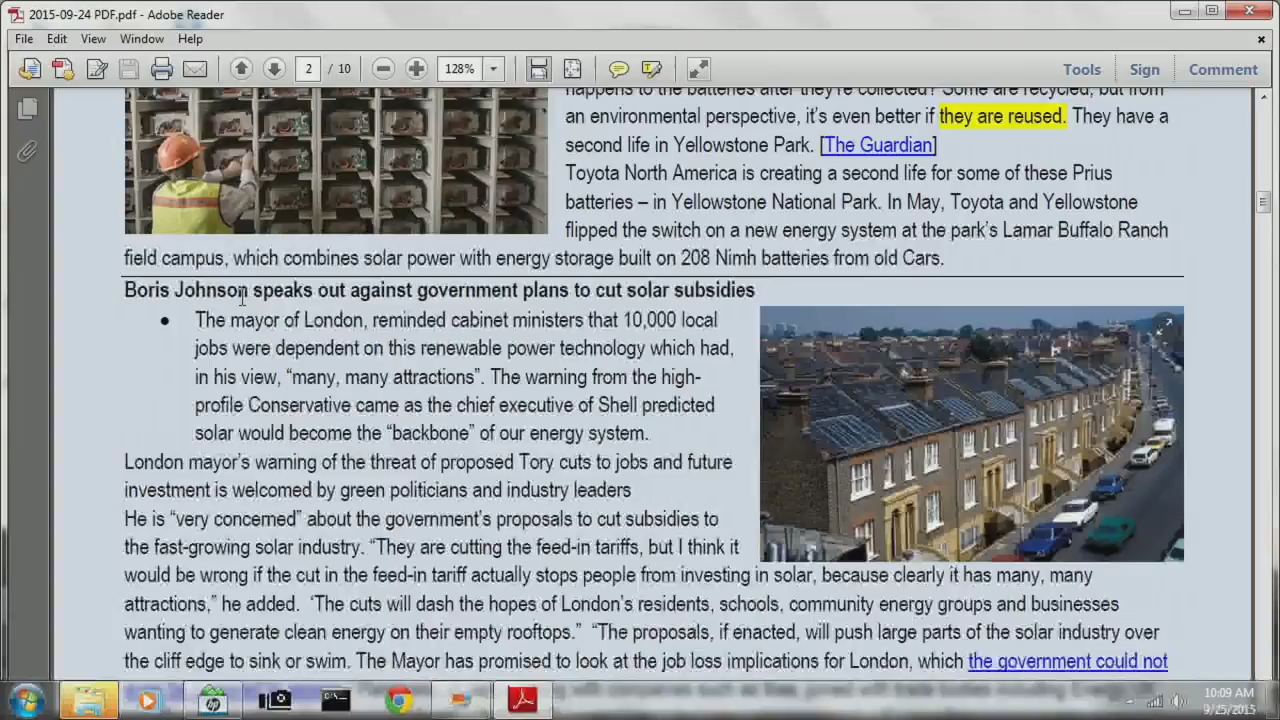 2015-09-24 PDF.pdf - Adobe Reader
File Edit View Window Help
2 / 10 128% Tools Sign Comment
happens to the batteries after they're collected? Some are recycled, but from
an environmental perspective, it's even better if they are reused. They have a
second life in Yellowstone Park. [The Guardian]
Toyota North America is creating a second life for some of these Prius
batteries – in Yellowstone National Park. In May, Toyota and Yellowstone
flipped the switch on a new energy system at the park's Lamar Buffalo Ranch
field campus, which combines solar power with energy storage built on 208 Nimh batteries from old Cars.
Boris Johnson speaks out against government plans to cut solar subsidies
• The mayor of London, reminded cabinet ministers that 10,000 local
jobs were dependent on this renewable power technology which had,
in his view, "many, many attractions". The warning from the high-
profile Conservative came as the chief executive of Shell predicted
solar would become the "backbone" of our energy system.
London mayor's warning of the threat of proposed Tory cuts to jobs and future
investment is welcomed by green politicians and industry leaders
He is "very concerned" about the government's proposals to cut subsidies to
the fast-growing solar industry. "They are cutting the feed-in tariffs, but I think it
would be wrong if the cut in the feed-in tariff actually stops people from investing in solar, because clearly it has many, many
attractions," he added. 'The cuts will dash the hopes of London's residents, schools, community energy groups and businesses
wanting to generate clean energy on their empty rooftops." "The proposals, if enacted, will push large parts of the solar industry over
the cliff edge to sink or swim. The Mayor has promised to look at the job loss implications for London, which the government could not
10:09 AM
9/25/2015